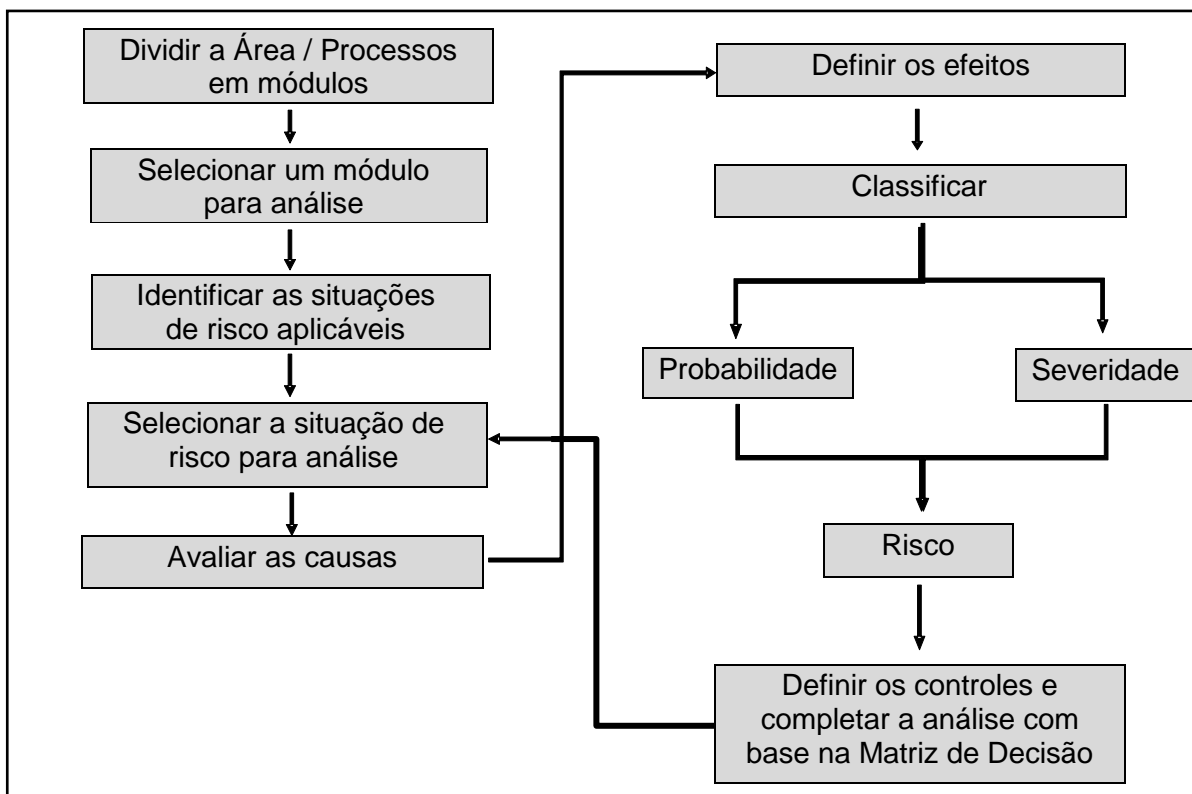 Dividir a Área / Processos
em módulos
Selecionar um módulo
para análise
Identificar as situações
de risco aplicáveis
Selecionar a situação de
risco para análise
Avaliar as causas
Definir os efeitos
Classificar
Probabilidade
Severidade
Risco
Definir os controles e
completar a análise com
base na Matriz de Decisão